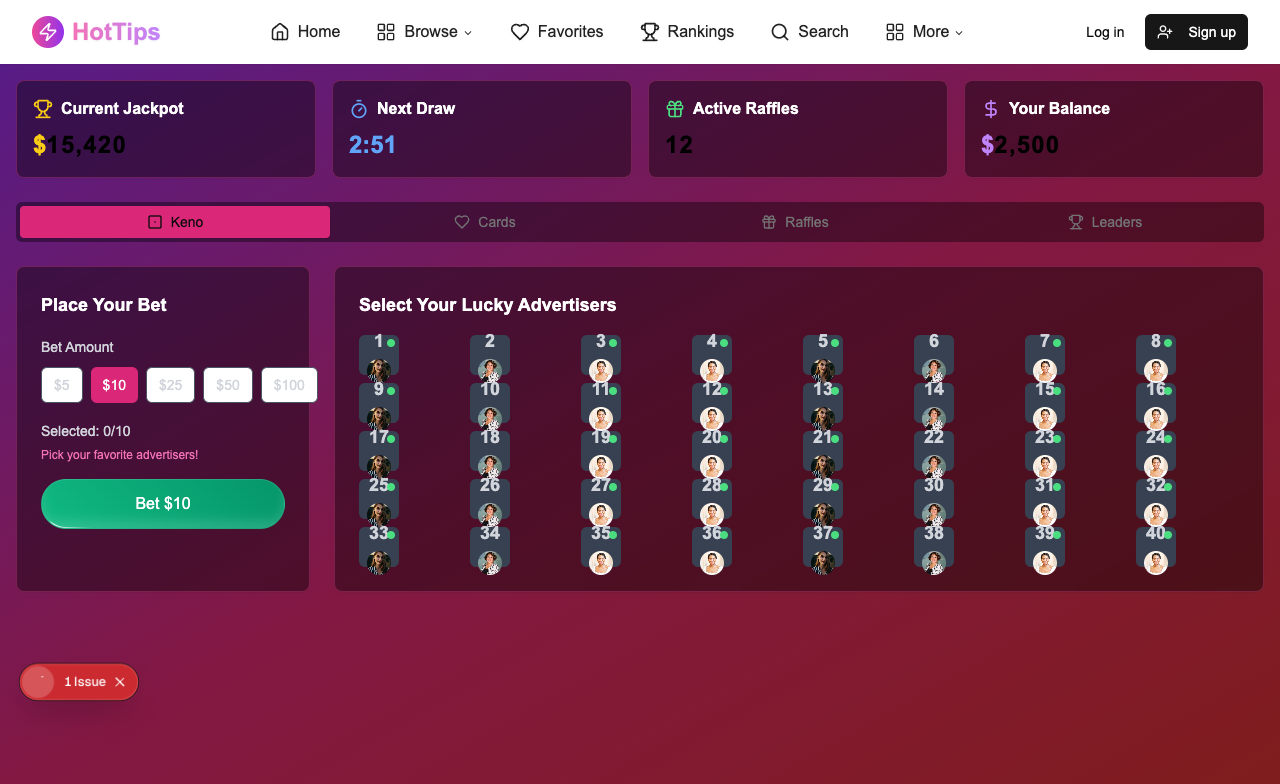 HotTips
Home
Browse
Favorites
Rankings
Search
More
Log in
Sign up
Current Jackpot
$15,420
Next Draw
2:51
Active Raffles
12
Your Balance
$2,500
Keno
Cards
Raffles
Leaders
Place Your Bet
Bet Amount
$5 $10 $25 $50 $100
Selected: 0/10
Pick your favorite advertisers!
Bet $10
Select Your Lucky Advertisers
1 2 3 4 5 6 7 8
9 10 11 12 13 14 15 16
17 18 19 20 21 22 23 24
25 26 27 28 29 30 31 32
33 34 35 36 37 38 39 40
1 Issue